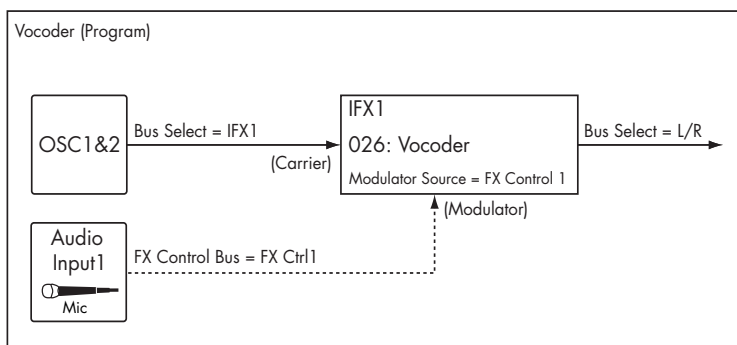 Vocoder (Program)
OSC1&2
Bus Select = IFX1
(Carrier)
IFX1
026: Vocoder
Modulator Source = FX Control 1
Bus Select = L/R
(Modulator)
Audio
Input1
Mic
FX Control Bus = FX Ctrl1